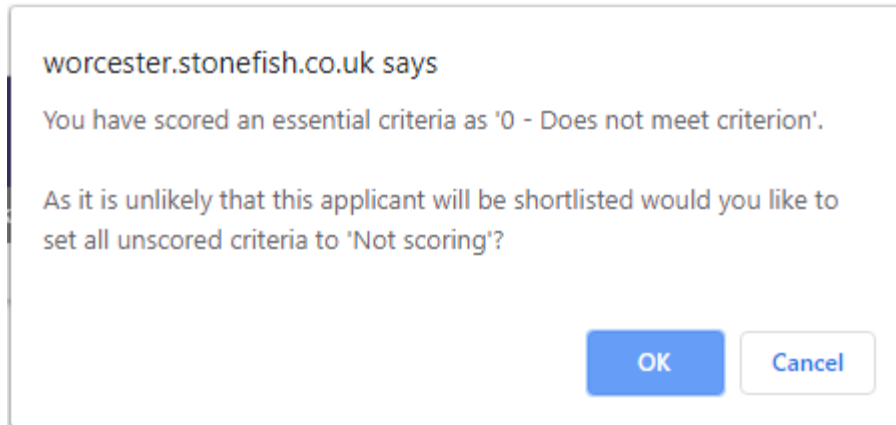 worcester.stonefish.co.uk says
You have scored an essential criteria as '0 - Does not meet criterion'.
As it is unlikely that this applicant will be shortlisted would you like to
set all unscored criteria to 'Not scoring'?
OK
Cancel